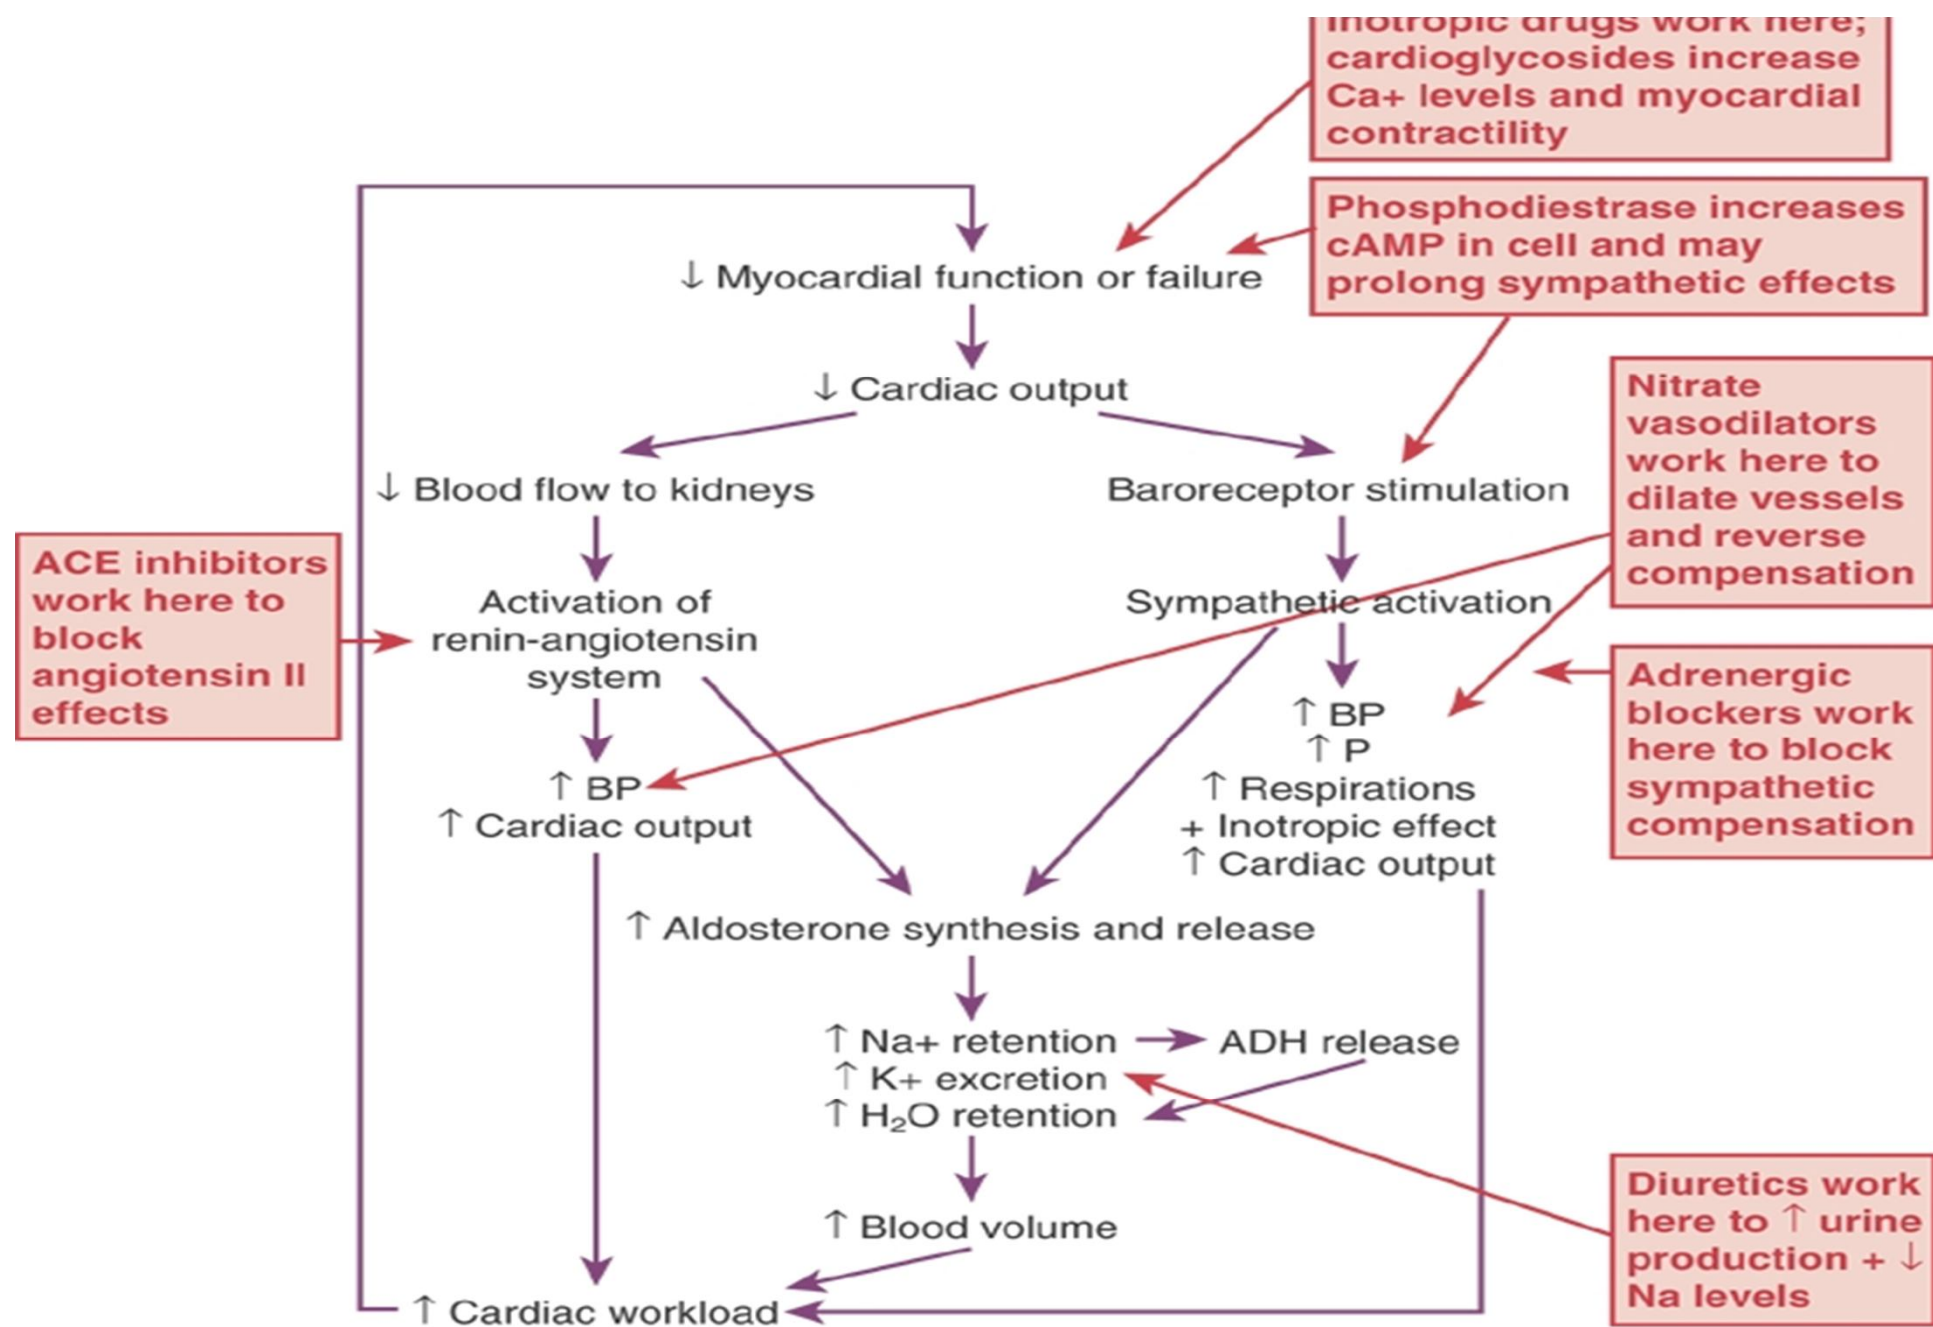 Inotropic drugs work here;
cardioglycosides increase
Ca+ levels and myocardial
contractility
Phosphodiestrase increases
cAMP in cell and may
prolong sympathetic effects
↓ Myocardial function or failure
↓ Cardiac output
Nitrate
vasodilators
work here to
dilate vessels
and reverse
compensation
↓ Blood flow to kidneys
Baroreceptor stimulation
ACE inhibitors
work here to
block
angiotensin II
effects
Activation of
renin-angiotensin
system
Sympathetic activation
Adrenergic
blockers work
here to block
sympathetic
compensation
↑ BP
↑ Cardiac output
↑ BP
↑ P
↑ Respirations
+ Inotropic effect
↑ Cardiac output
↑ Aldosterone synthesis and release
↑ Na+ retention
ADH release
↑ K+ excretion
↑ H₂O retention
↑ Blood volume
Diuretics work
here to ↑ urine
production + ↓
Na levels
↑ Cardiac workload